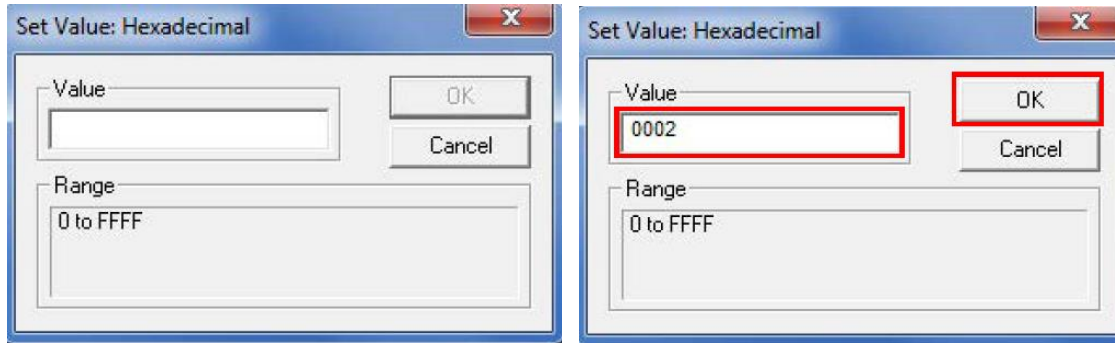 Set Value: Hexadecimal
X
Value
OK
Cancel
Range
0 to FFFF
Set Value: Hexadecimal
X
Value
0002
OK
Cancel
Range
0 to FFFF